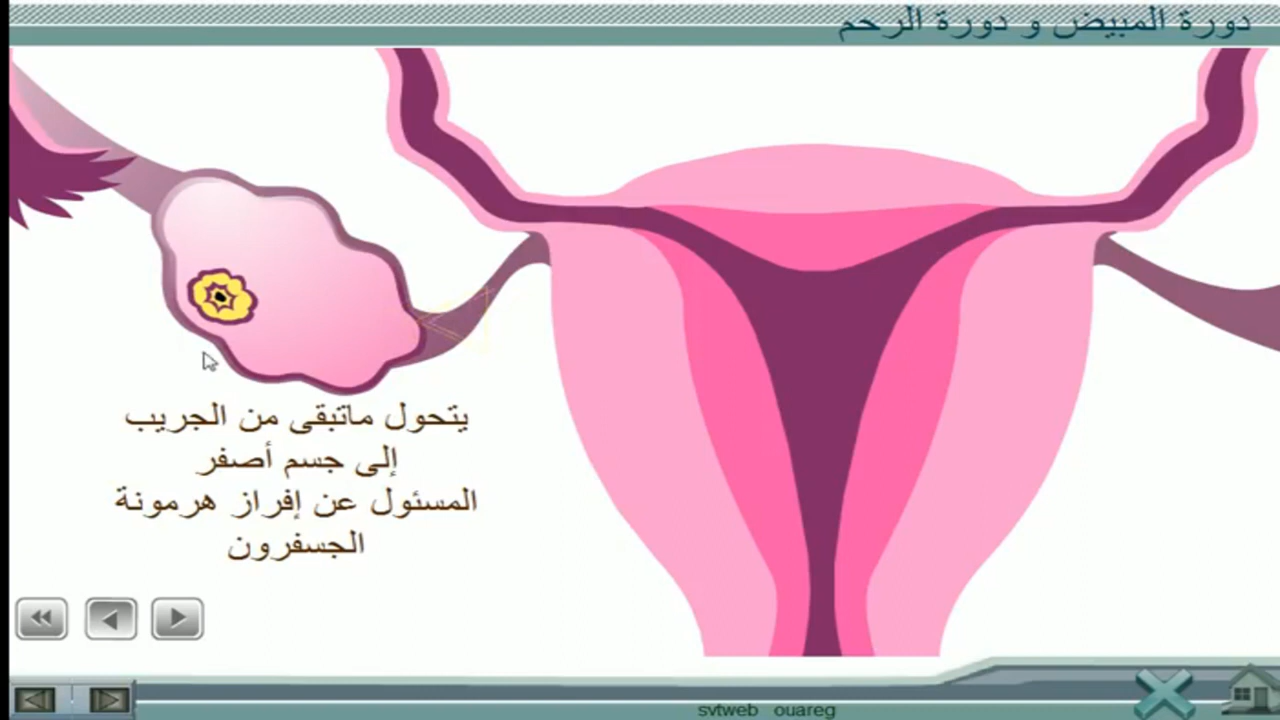 دورة المبيض و دورة الرحم
يتحول ماتبقى من الجريب
إلى جسم أصفر
المسئول عن إفراز هرمونة
الجسفرون
svtweb ouareg